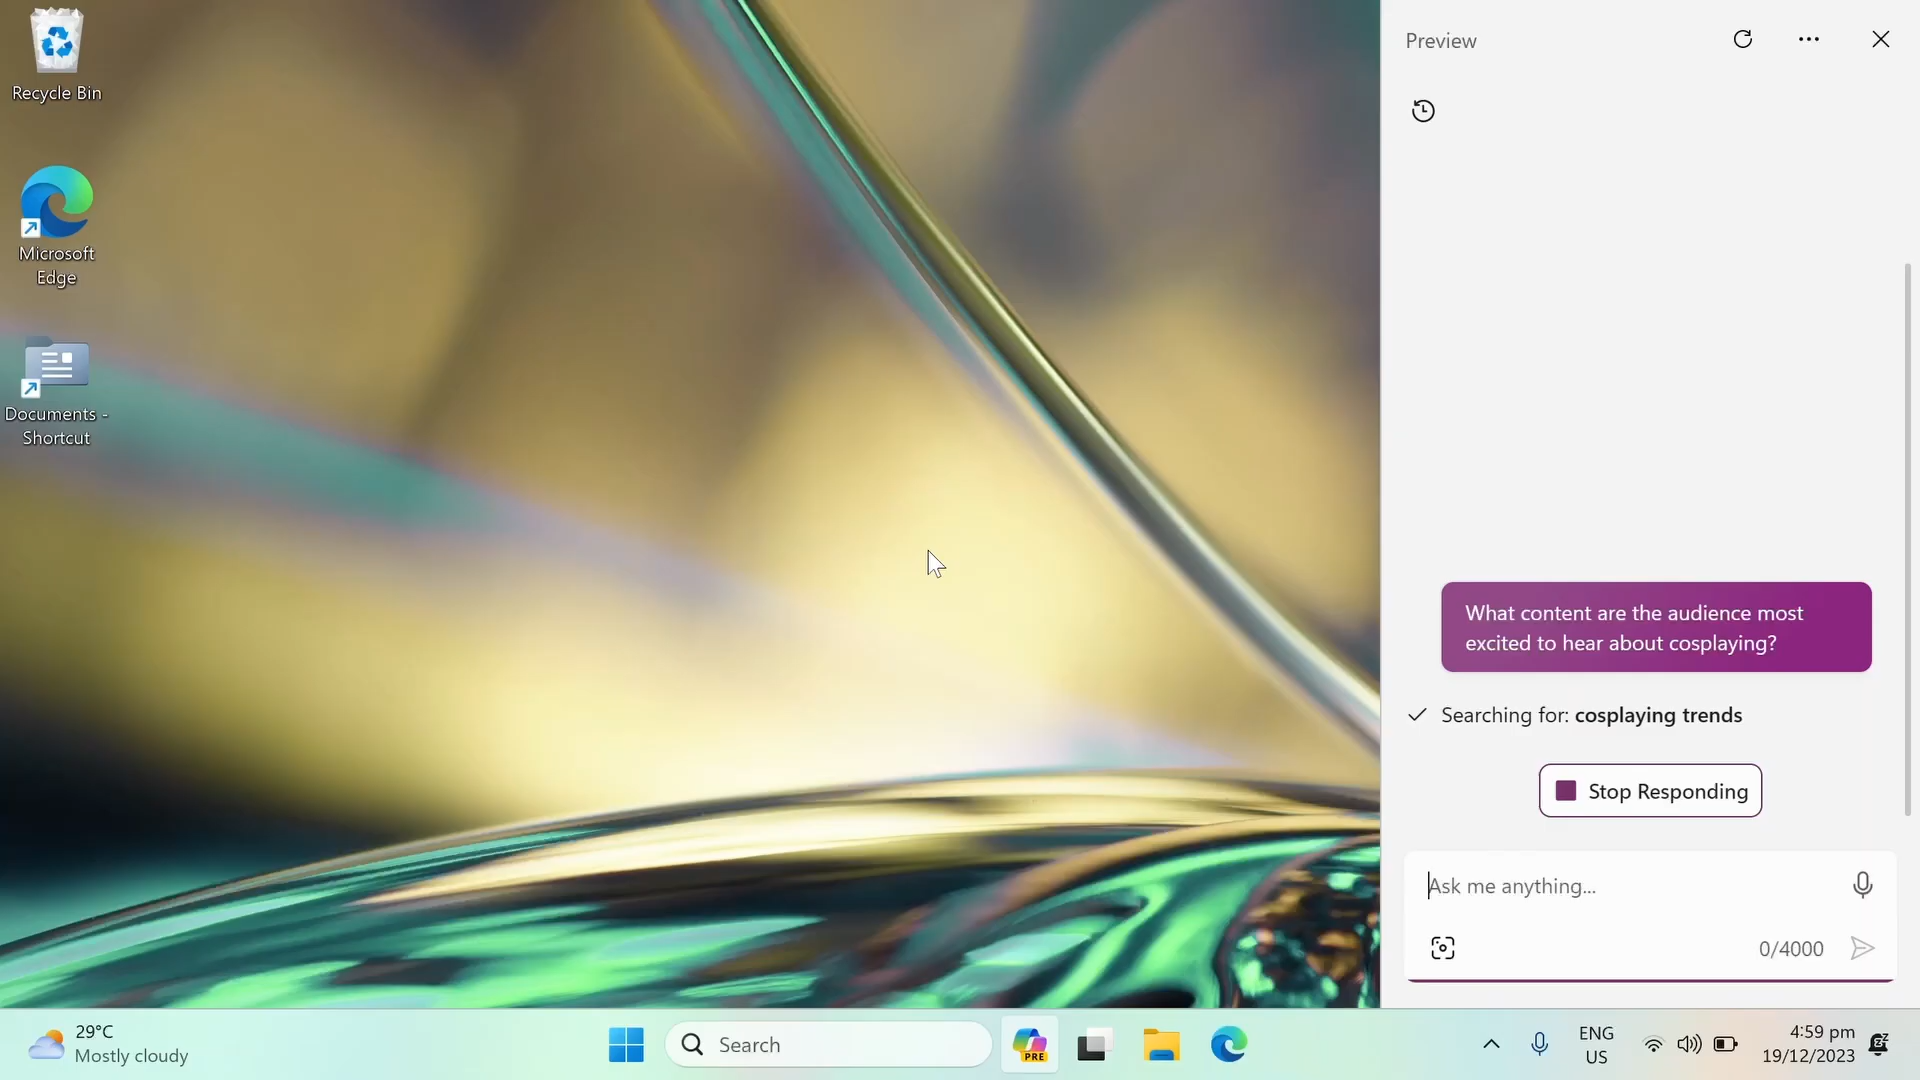 Recycle Bin
Microsoft
Edge
Documents -
Shortcut
Preview
What content are the audience most
excited to hear about cosplaying?
Searching for: cosplaying trends
Stop Responding
Ask me anything...
0/4000
29°C
Mostly cloudy
Search
PRE
ENG
US
4:59 pm
19/12/2023